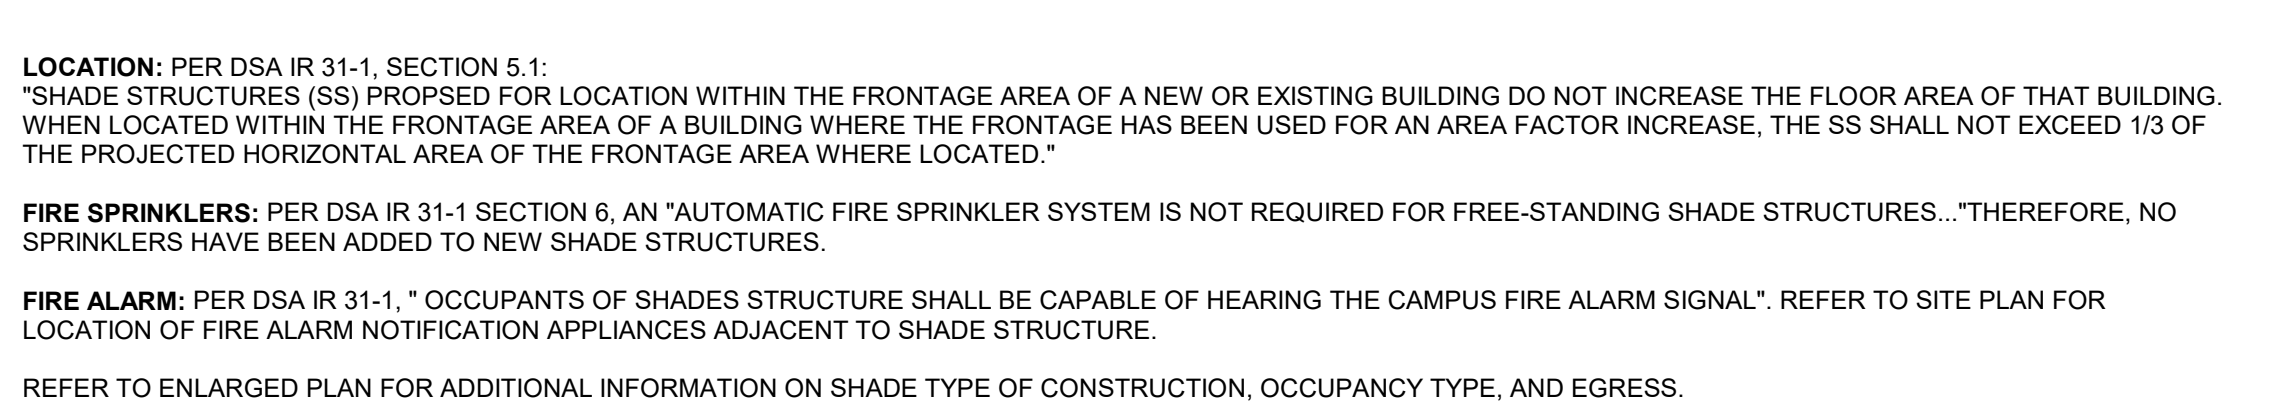 LOCATION: PER DSA IR 31-1, SECTION 5.1:
"SHADE STRUCTURES (SS) PROPSED FOR LOCATION WITHIN THE FRONTAGE AREA OF A NEW OR EXISTING BUILDING DO NOT INCREASE THE FLOOR AREA OF THAT BUILDING.
WHEN LOCATED WITHIN THE FRONTAGE AREA OF A BUILDING WHERE THE FRONTAGE HAS BEEN USED FOR AN AREA FACTOR INCREASE, THE SS SHALL NOT EXCEED 1/3 OF
THE PROJECTED HORIZONTAL AREA OF THE FRONTAGE AREA WHERE LOCATED."
FIRE SPRINKLERS: PER DSA IR 31-1 SECTION 6, AN "AUTOMATIC FIRE SPRINKLER SYSTEM IS NOT REQUIRED FOR FREE-STANDING SHADE STRUCTURES..."THEREFORE, NO
SPRINKLERS HAVE BEEN ADDED TO NEW SHADE STRUCTURES.
FIRE ALARM: PER DSA IR 31-1, " OCCUPANTS OF SHADES STRUCTURE SHALL BE CAPABLE OF HEARING THE CAMPUS FIRE ALARM SIGNAL". REFER TO SITE PLAN FOR
LOCATION OF FIRE ALARM NOTIFICATION APPLIANCES ADJACENT TO SHADE STRUCTURE.
REFER TO ENLARGED PLAN FOR ADDITIONAL INFORMATION ON SHADE TYPE OF CONSTRUCTION, OCCUPANCY TYPE, AND EGRESS.